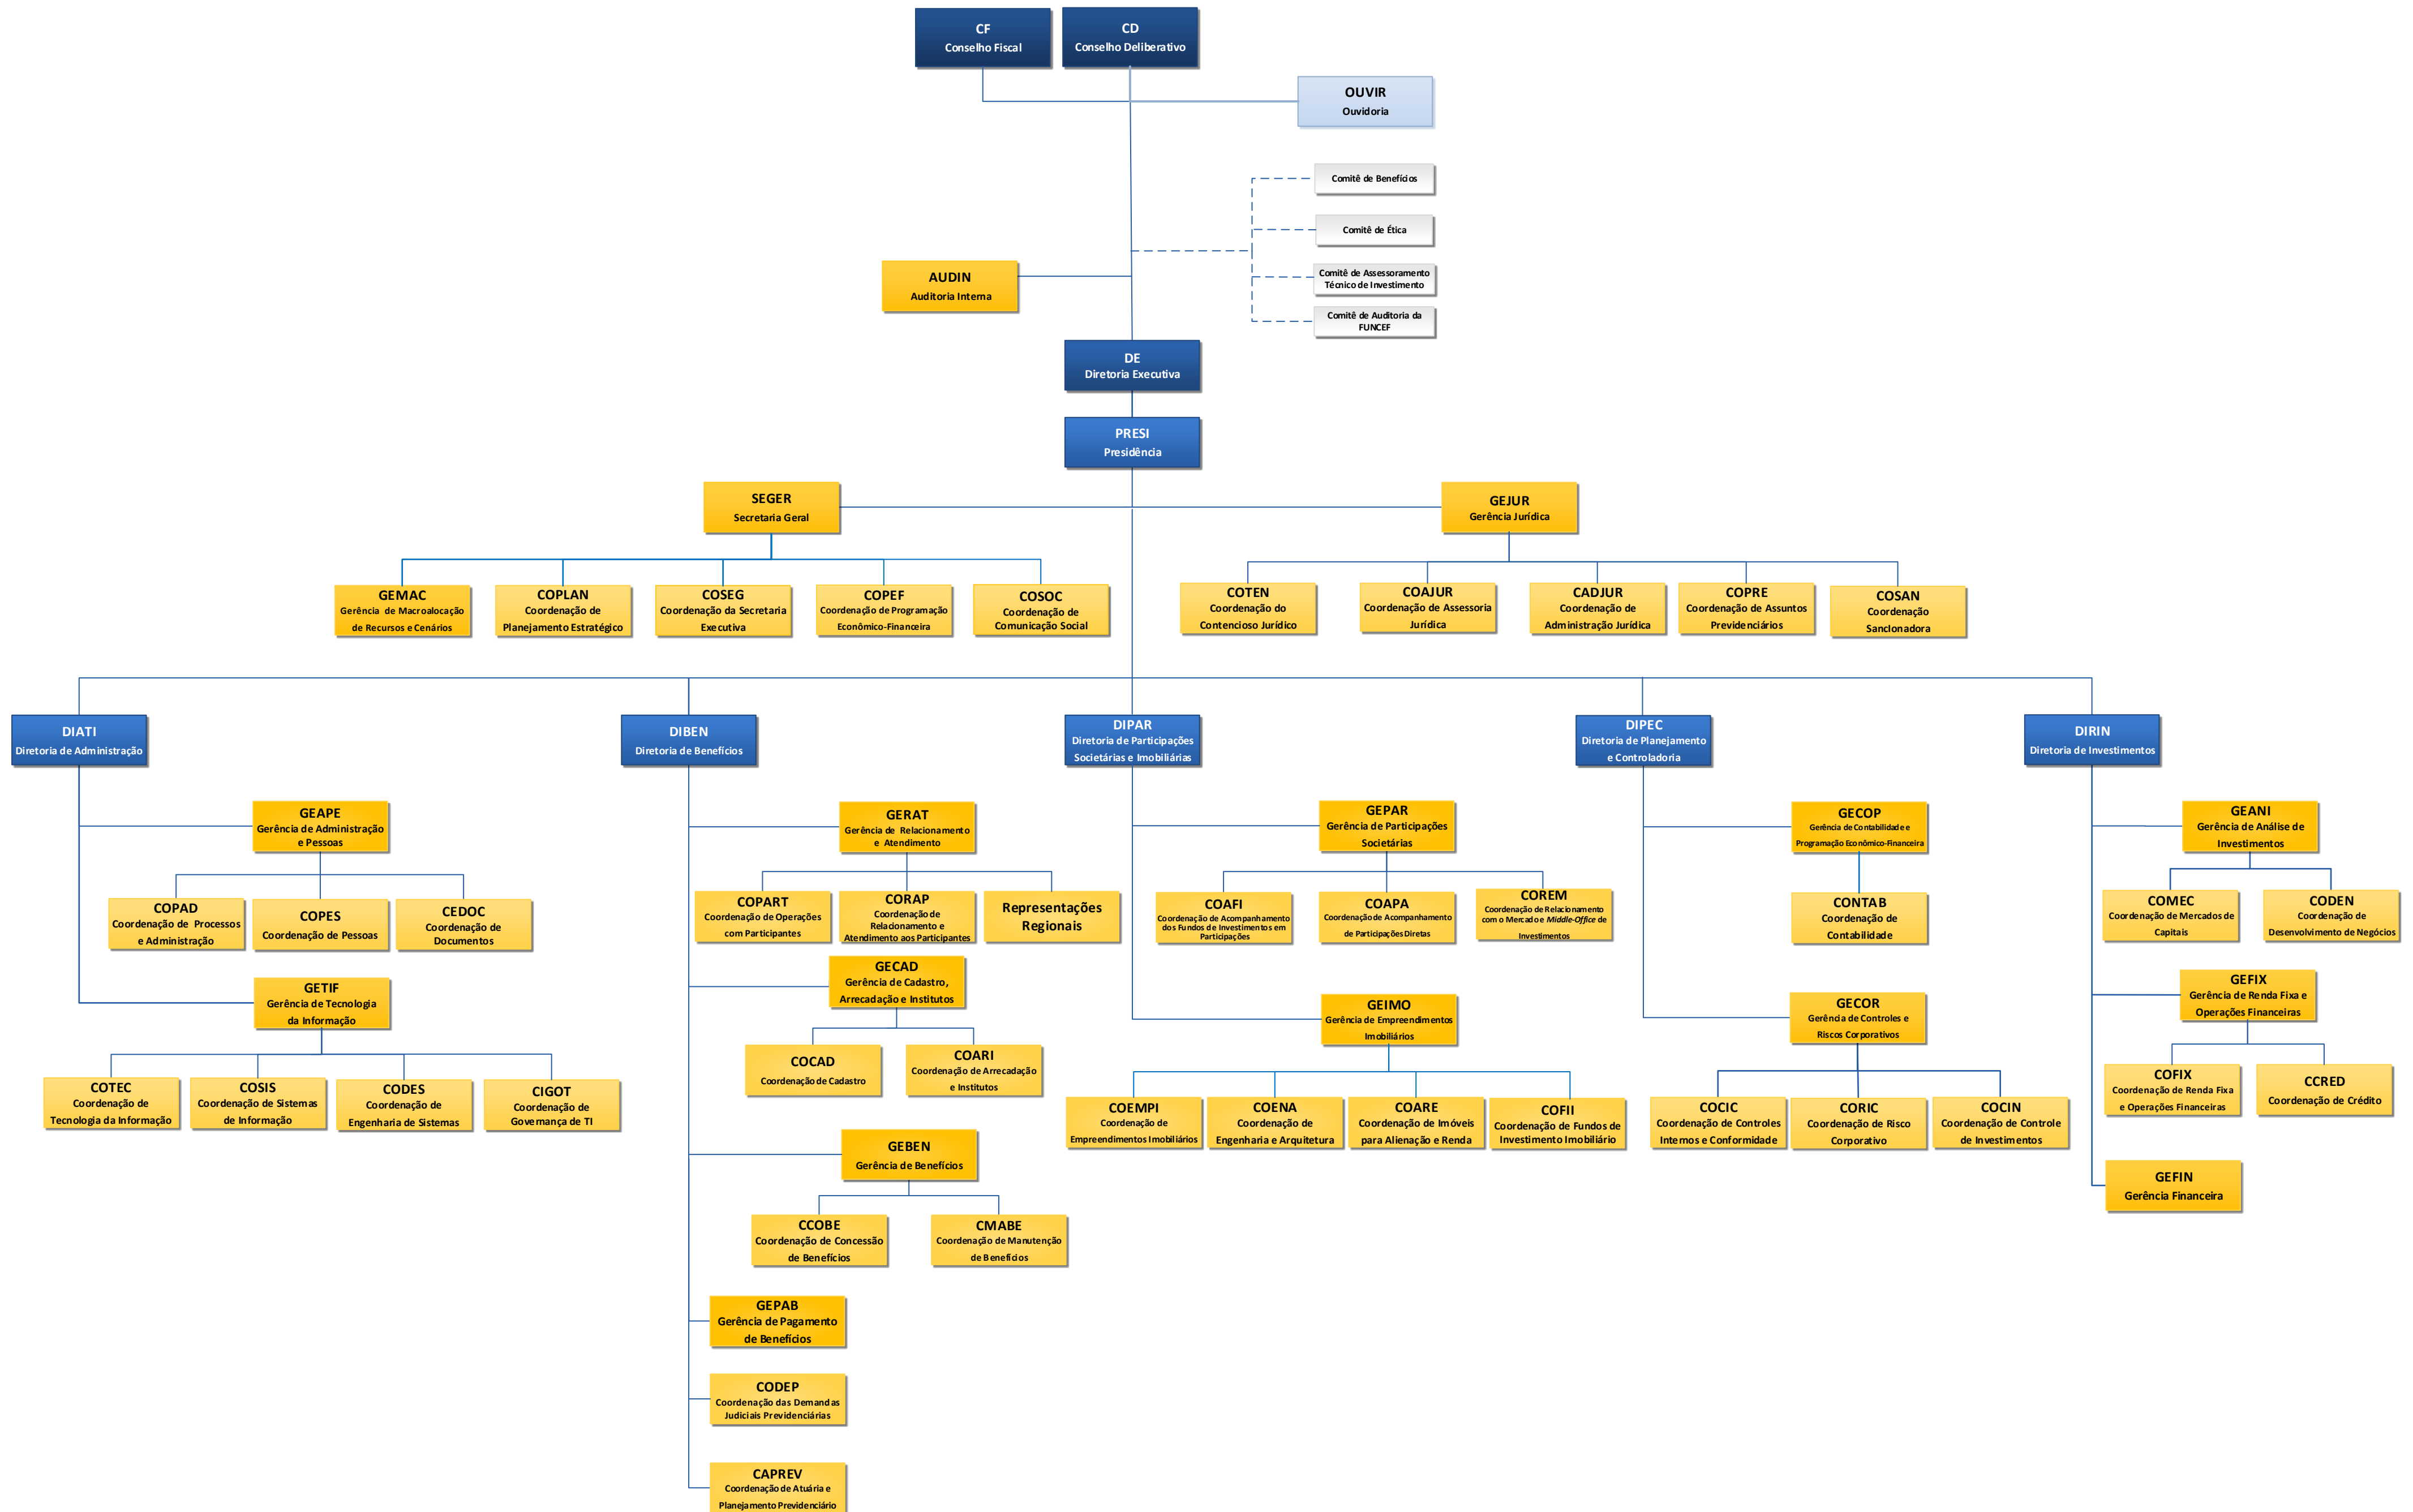 CF
Conselho Fiscal
CD
Conselho Deliberativo
OUVIR
Ouvidoria
Comitê de Benefícios
Comitê de Ética
Comitê de Assessoramento
Técnico de Investimento
Comitê de Auditoria da
FUNCEF
AUDIN
Auditoria Interna
DE
Diretoria Executiva
PRESI
Presidência
SEGER
Secretaria Geral
GEJUR
Gerência Jurídica
GEMAC
Gerência de Macroalocação
de Recursos e Cenários
COPLAN
Coordenação de
Planejamento Estratégico
COSEG
Coordenação da Secretaria
Executiva
COPEF
Coordenação de Programação
Econômico-Financeira
COSOC
Coordenação de
Comunicação Social
COTEN
Coordenação do
Contencioso Jurídico
COAJUR
Coordenação de Assessoria
Jurídica
CADJUR
Coordenação de
Administração Jurídica
COPRE
Coordenação de Assuntos
Previdenciários
COSAN
Coordenação
SancIonadora
DIATI
Diretoria de Administração
DIBEN
Diretoria de Benefícios
DIPAR
Diretoria de Participações
Societárias e Imobiliárias
DIPEC
Diretoria de Planejamento
e Controladoria
DIRIN
Diretoria de Investimentos
GEAPE
Gerência de Administração
e Pessoas
COPAD
Coordenação de Processos
e Administração
COPES
Coordenação de Pessoas
CEDOC
Coordenação de
Documentos
GETIF
Gerência de Tecnologia
da Informação
COTEC
Coordenação de
Tecnologia da Informação
COSIS
Coordenação de Sistemas
de Informação
CODES
Coordenação de
Engenharia de Sistemas
CIGOT
Coordenação de
Governança de TI
GERAT
Gerência de Relacionamento
e Atendimento
COPART
Coordenação de Operações
com Participantes
CORAP
Coordenação de
Relacionamento e
Atendimento aos Participantes
Representações
Regionais
GECAD
Gerência de Cadastro,
Arrecadação e Institutos
COCAD
Coordenação de Cadastro
COARI
Coordenação de Arrecadação
e Institutos
GEBEN
Gerência de Benefícios
CCOBE
Coordenação de Concessão
de Benefícios
CMABE
Coordenação de Manutenção
de Benefícios
GEPAB
Gerência de Pagamento
de Benefícios
CODEP
Coordenação das Demandas
Judiciais Previdenciárias
CAPREV
Coordenação de Atuária e
Planejamento Previdenciário
GEPAR
Gerência de Participações
Societárias
COAFI
Coordenação de Acompanhamento
dos Fundos de Investimentos em
Participações
COAPA
Coordenação de Acompanhamento
de Participações Diretas
COREM
Coordenação de Relacionamento
com o Mercado e Middle-Office de
Investimentos
GEIMO
Gerência de Empreendimentos
Imobiliários
COEMPI
Coordenação de
Empreendimentos Imobiliários
COENA
Coordenação de
Engenharia e Arquitetura
COARE
Coordenação de Imóveis
para Alienação e Renda
COFII
Coordenação de Fundos de
Investimento Imobiliário
GECOP
Gerência de Contabilidade e
Programação Econômico-Financeira
CONTAB
Coordenação de
Contabilidade
GECOR
Gerência de Controles e
Riscos Corporativos
COCIC
Coordenação de Controles
Internos e Conformidade
CORIC
Coordenação de Risco
Corporativo
COCIN
Coordenação de Controle
de Investimentos
GEANI
Gerência de Análise de
Investimentos
COMEC
Coordenação de Mercados de
Capitais
CODEN
Coordenação de
Desenvolvimento de Negócios
GEFIX
Gerência de Renda Fixa e
Operações Financeiras
COFIX
Coordenação de Renda Fixa
e Operações Financeiras
CCRED
Coordenação de Crédito
GEFIN
Gerência Financeira